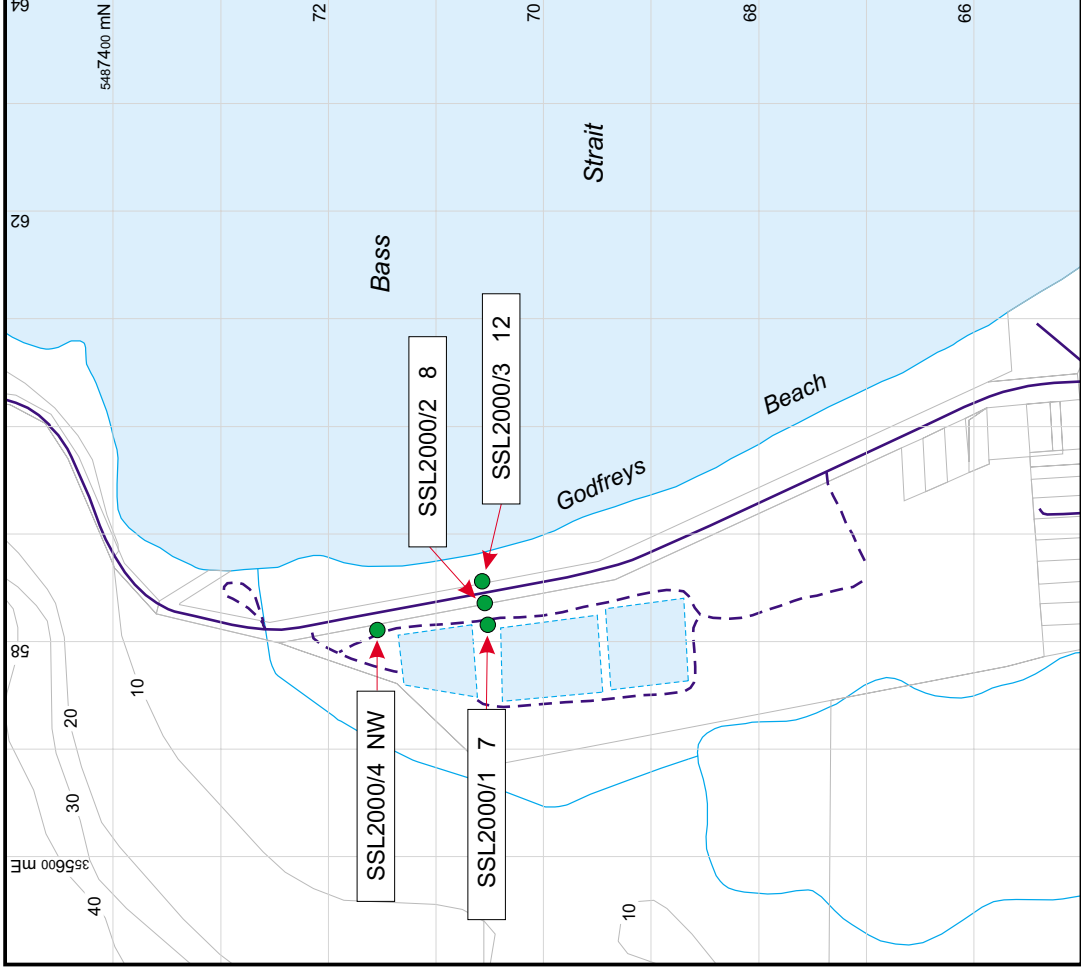 64
5487400 mN
72
70
68
66
62
Bass
Strait
SSL2000/2 8
SSL2000/3 12
Godfreys
Beach
58
10
20
30
40
SSL2000/4 NW
SSL2000/1 7
355600 mE
10